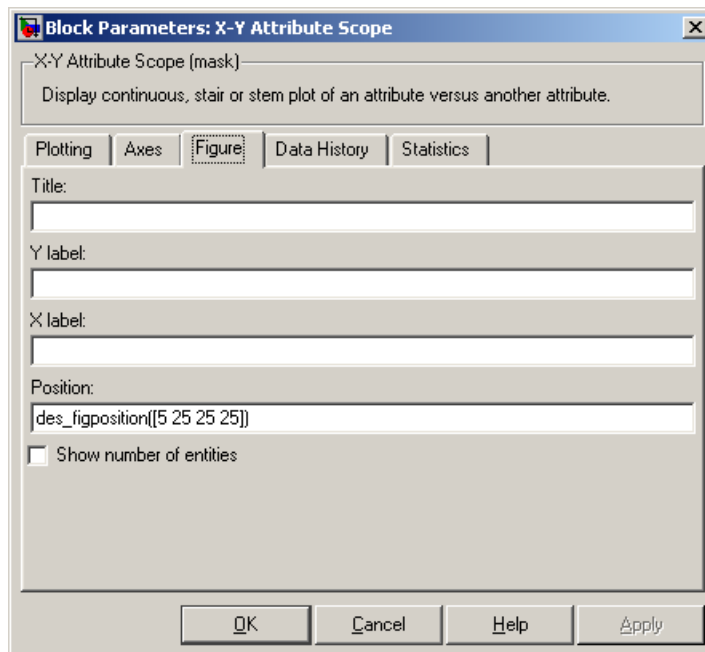 Block Parameters: X-Y Attribute Scope
X-Y Attribute Scope (mask)
Display continuous, stair or stem plot of an attribute versus another attribute.
Plotting Axes Figure Data History Statistics
Title:
Y label:
X label:
Position:
des_figposition([5 25 25 25])
Show number of entities
OK Cancel Help Apply